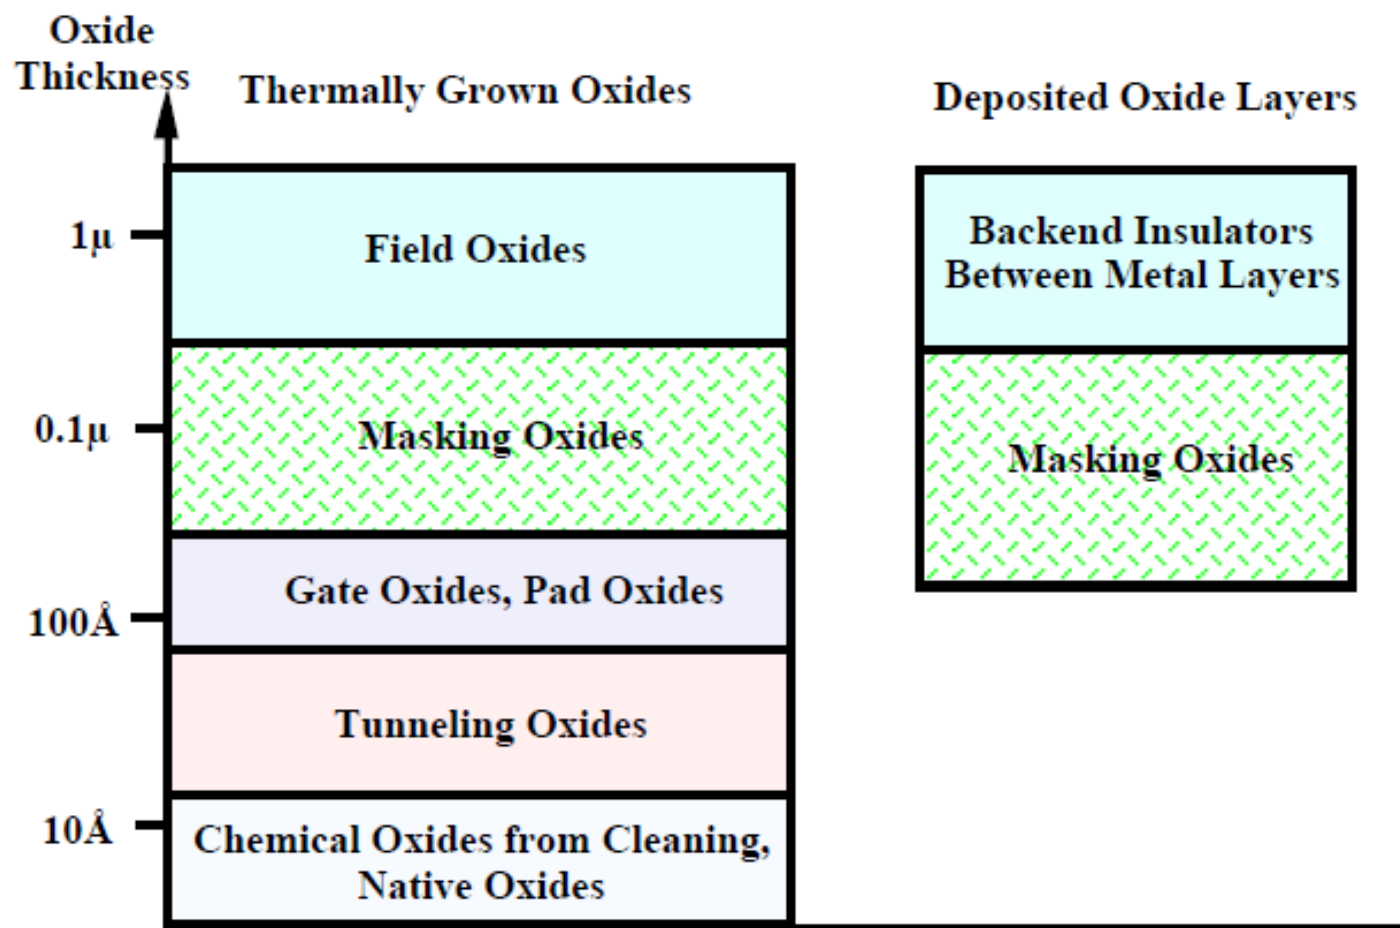 Oxide
Thickness
Thermally Grown Oxides
Deposited Oxide Layers
1μ
Field Oxides
Backend Insulators
Between Metal Layers
0.1μ
Masking Oxides
Masking Oxides
Gate Oxides, Pad Oxides
100Å
Tunneling Oxides
10Å
Chemical Oxides from Cleaning,
Native Oxides